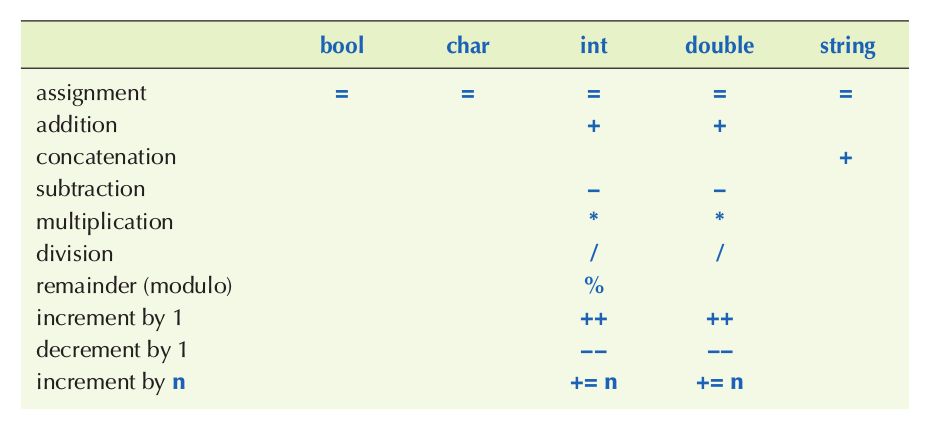 bool char int double string
assignment = = = = =
addition + +
concatenation +
subtraction – –
multiplication * *
division / /
remainder (modulo) %
increment by 1 ++ ++
decrement by 1 –– ––
increment by n += n += n